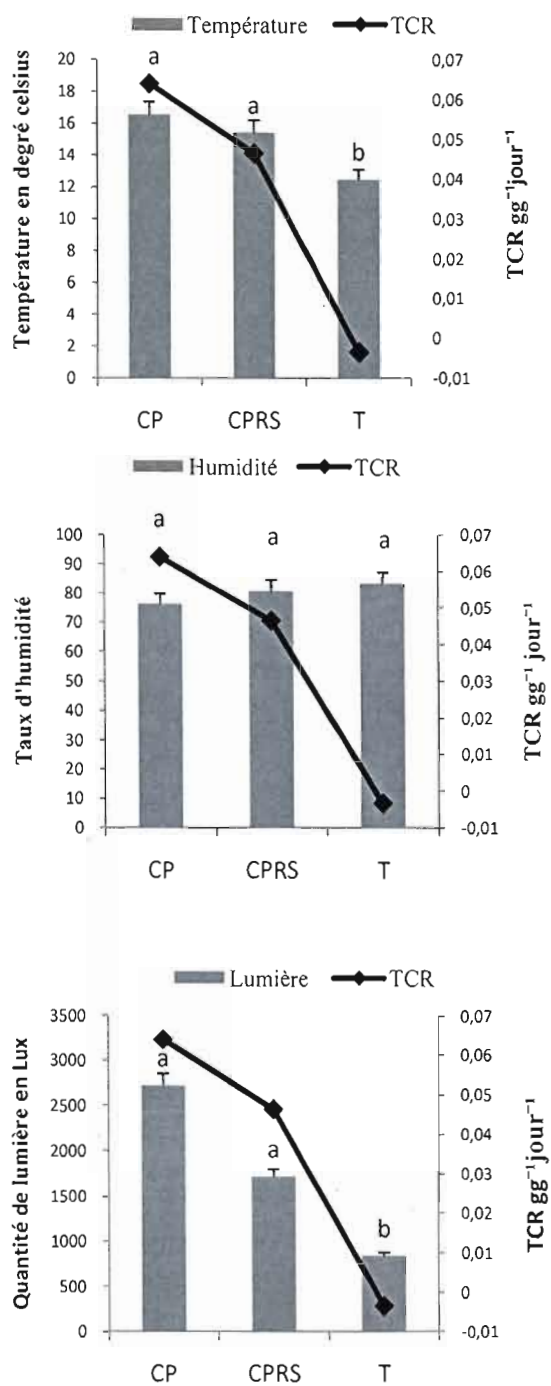 Température TCR
Température en degré celsius
20
18
16
14
12
10
8
6
4
2
0
a
a
b
0,07
0,06
0,05
0,04
0,03
0,02
0,01
0
-0,01
TCR gg⁻¹jour⁻¹
CP CPRS T
Humidité TCR
Taux d'humidité
100
90
80
70
60
50
40
30
20
10
0
a
a
a
0,07
0,06
0,05
0,04
0,03
0,02
0,01
0
-0,01
TCR gg⁻¹ jour⁻¹
CP CPRS T
Lumière TCR
Quantité de lumière en Lux
3500
3000
2500
2000
1500
1000
500
0
a
a
b
0,07
0,06
0,05
0,04
0,03
0,02
0,01
0
-0,01
TCR gg⁻¹jour⁻¹
CP CPRS T